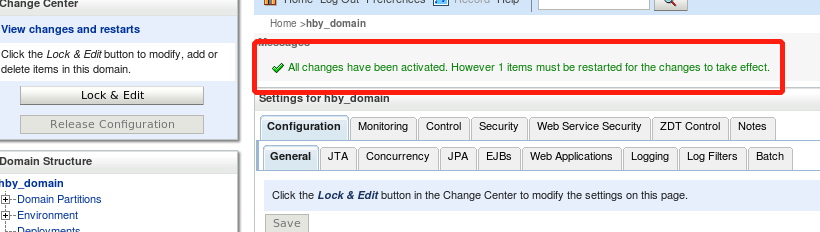 Change Center
View changes and restarts
Click the Lock & Edit button to modify, add or
delete items in this domain.
Lock & Edit
Release Configuration
Domain Structure
hby_domain
Domain Partitions
Environment
Deployments
Home Log Out Preferences Record Help
Home >hby_domain
Messages
All changes have been activated. However 1 items must be restarted for the changes to take effect.
Settings for hby_domain
Configuration Monitoring Control Security Web Service Security ZDT Control Notes
General JTA Concurrency JPA EJBs Web Applications Logging Log Filters Batch
Click the Lock & Edit button in the Change Center to modify the settings on this page.
Save